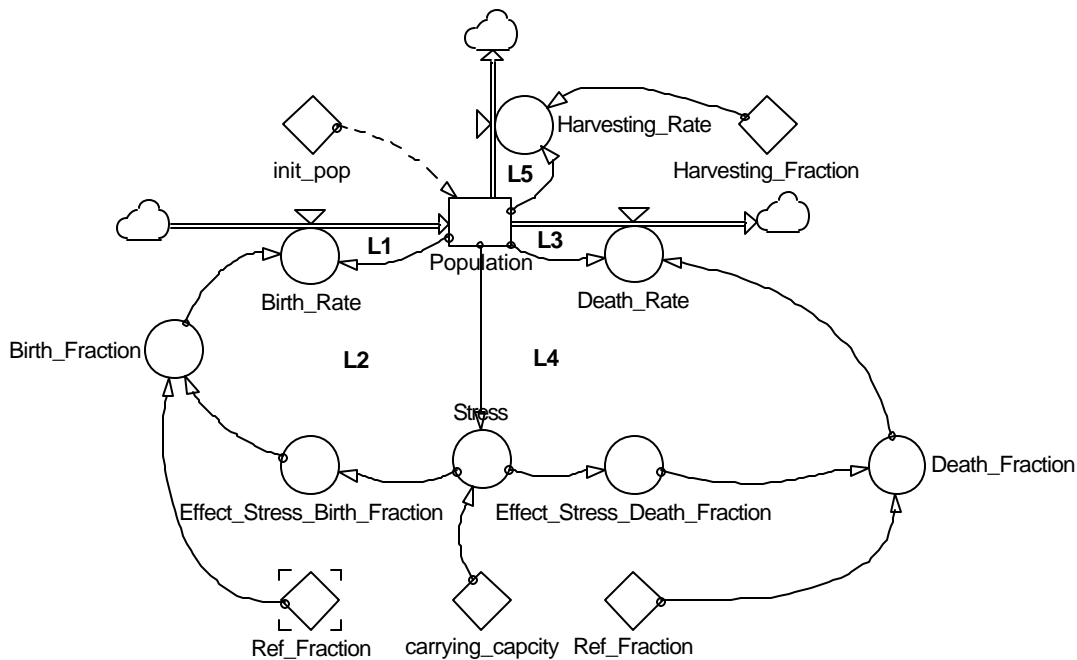 Harvesting_Rate
init_pop
L5
Harvesting_Fraction
L1
L3
Population
Birth_Rate
Death_Rate
Birth_Fraction
L2
L4
Stress
Death_Fraction
Effect_Stress_Birth_Fraction
Effect_Stress_Death_Fraction
Ref_Fraction
carrying_capcity
Ref_Fraction